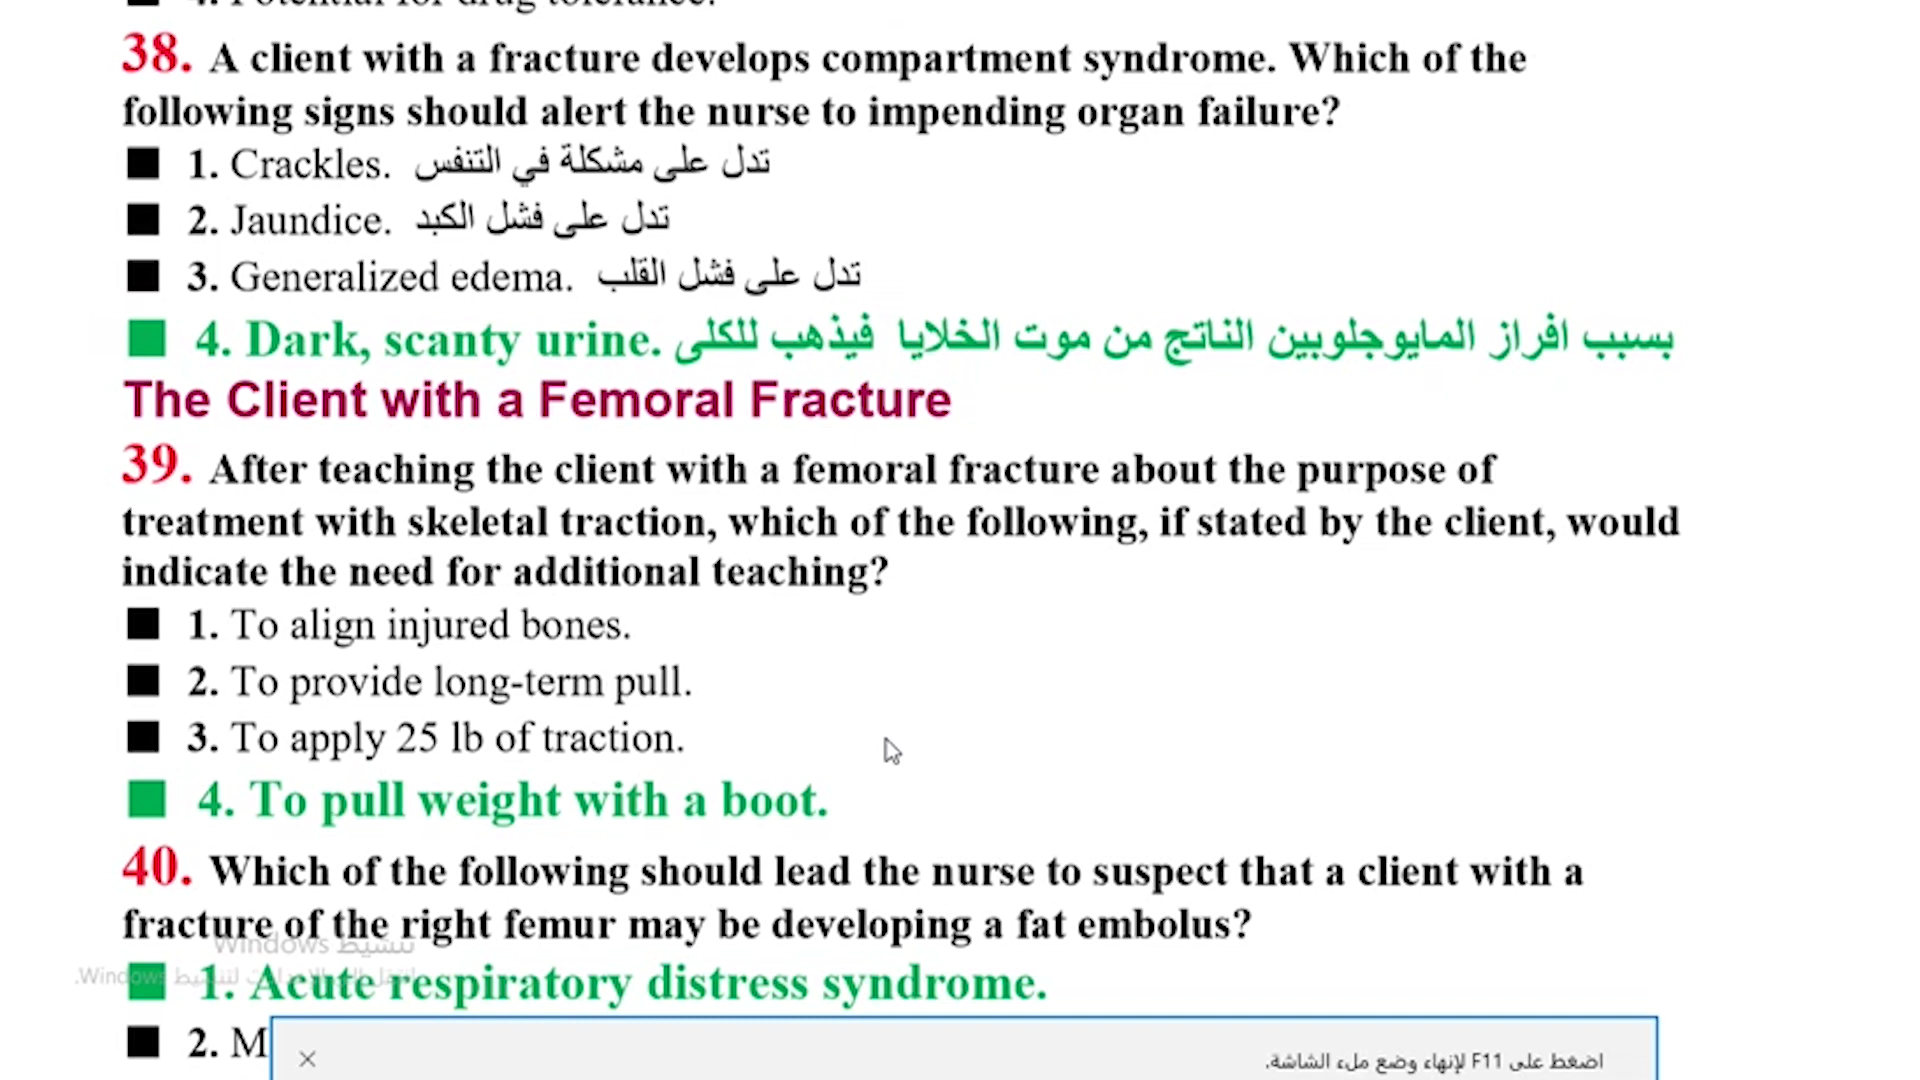 4. Potential for drug tolerance.
38. A client with a fracture develops compartment syndrome. Which of the
following signs should alert the nurse to impending organ failure?
1. Crackles. تدل على مشكلة في التنفس
2. Jaundice. تدل على فشل الكبد
3. Generalized edema. تدل على فشل القلب
4. Dark, scanty urine. بسبب افراز المايوجلوبين الناتج من موت الخلايا فيذهب للكلى
The Client with a Femoral Fracture
39. After teaching the client with a femoral fracture about the purpose of
treatment with skeletal traction, which of the following, if stated by the client, would
indicate the need for additional teaching?
1. To align injured bones.
2. To provide long-term pull.
3. To apply 25 lb of traction.
4. To pull weight with a boot.
40. Which of the following should lead the nurse to suspect that a client with a
fracture of the right femur may be developing a fat embolus?
تنشيط Windows
1. Acute respiratory distress syndrome.
2. M
اضغط على F11 لإنهاء وضع ملء الشاشة.